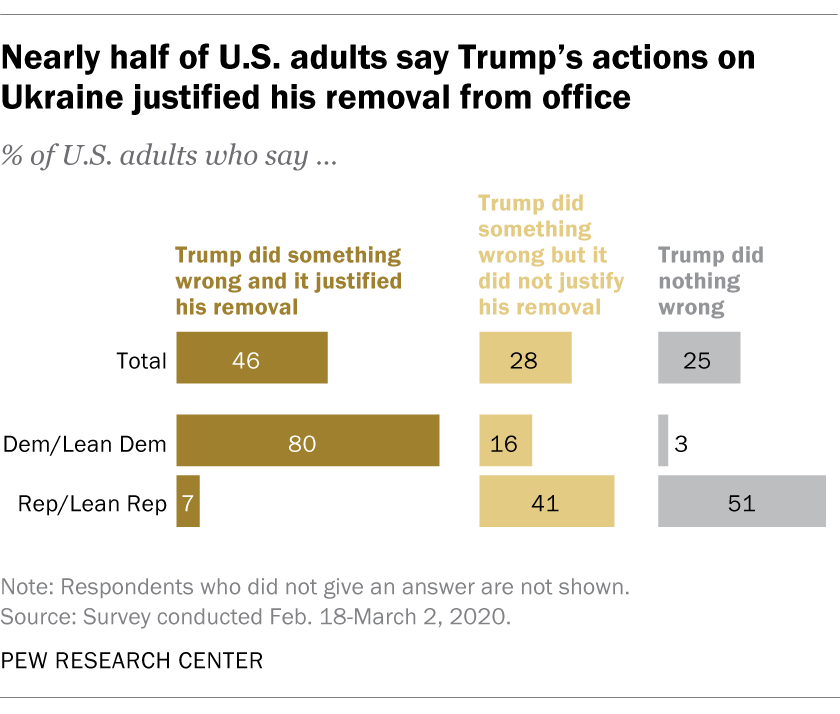 Nearly half of U.S. adults say Trump’s actions on
Ukraine justified his removal from office
% of U.S. adults who say ...
Trump did something
wrong and it justified
his removal
Trump did
something
wrong but it
did not justify
his removal
Trump did
nothing
wrong
Total 46 28 25
Dem/Lean Dem 80 16 3
Rep/Lean Rep 7 41 51
Note: Respondents who did not give an answer are not shown.
Source: Survey conducted Feb. 18-March 2, 2020.
PEW RESEARCH CENTER